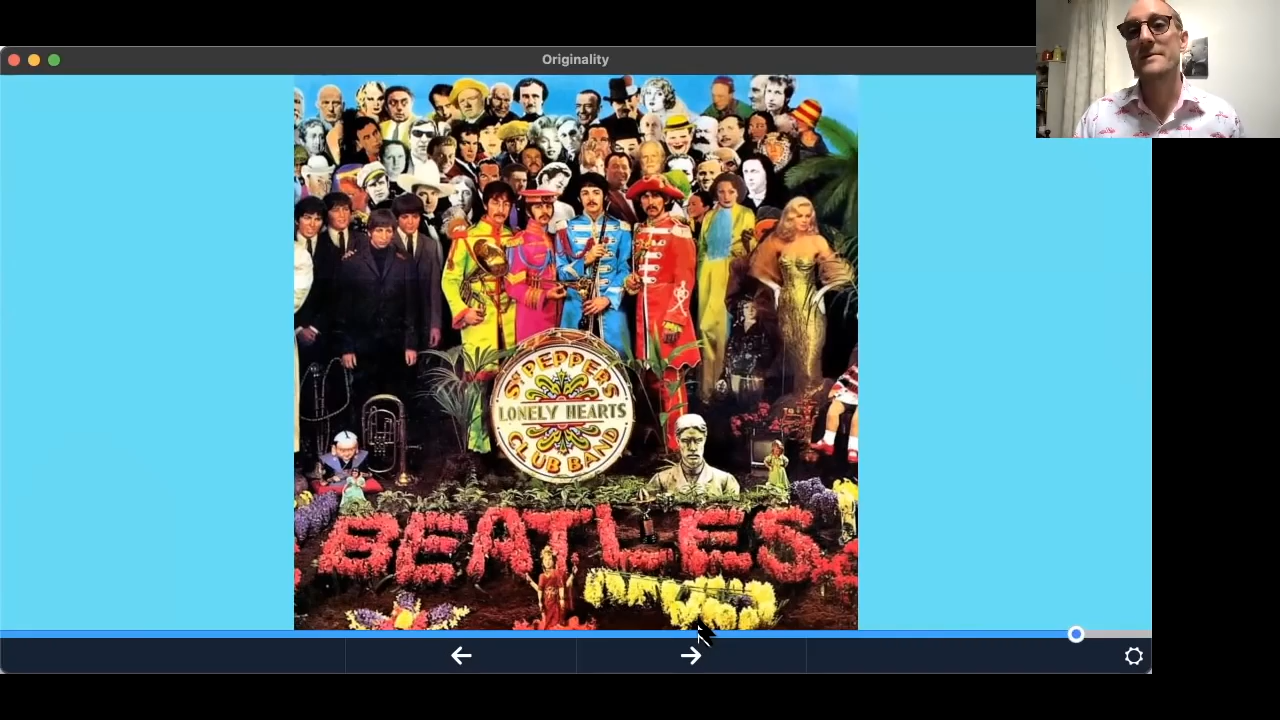 Originality
Sgt PEPPERS
LONELY HEARTS
CLUB BAND
BEATLES